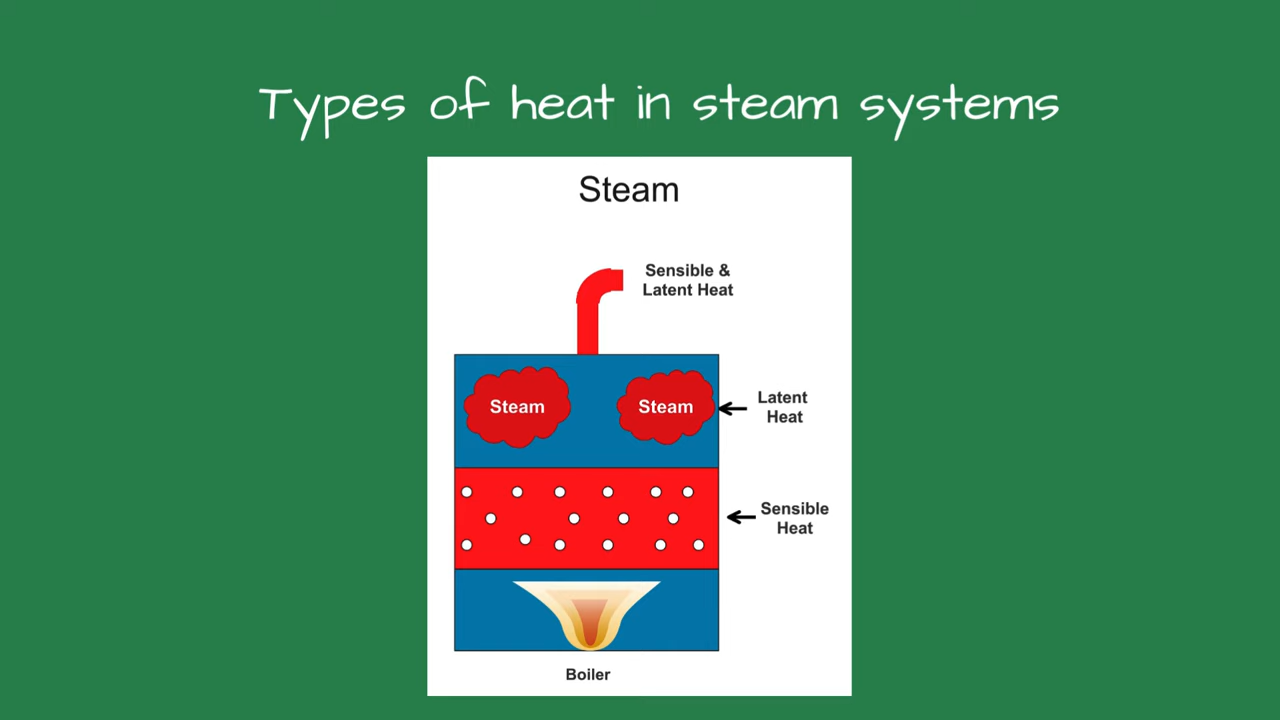 Types of heat in steam systems
Steam
Sensible &
Latent Heat
Steam
Steam
Latent
Heat
Sensible
Heat
Boiler